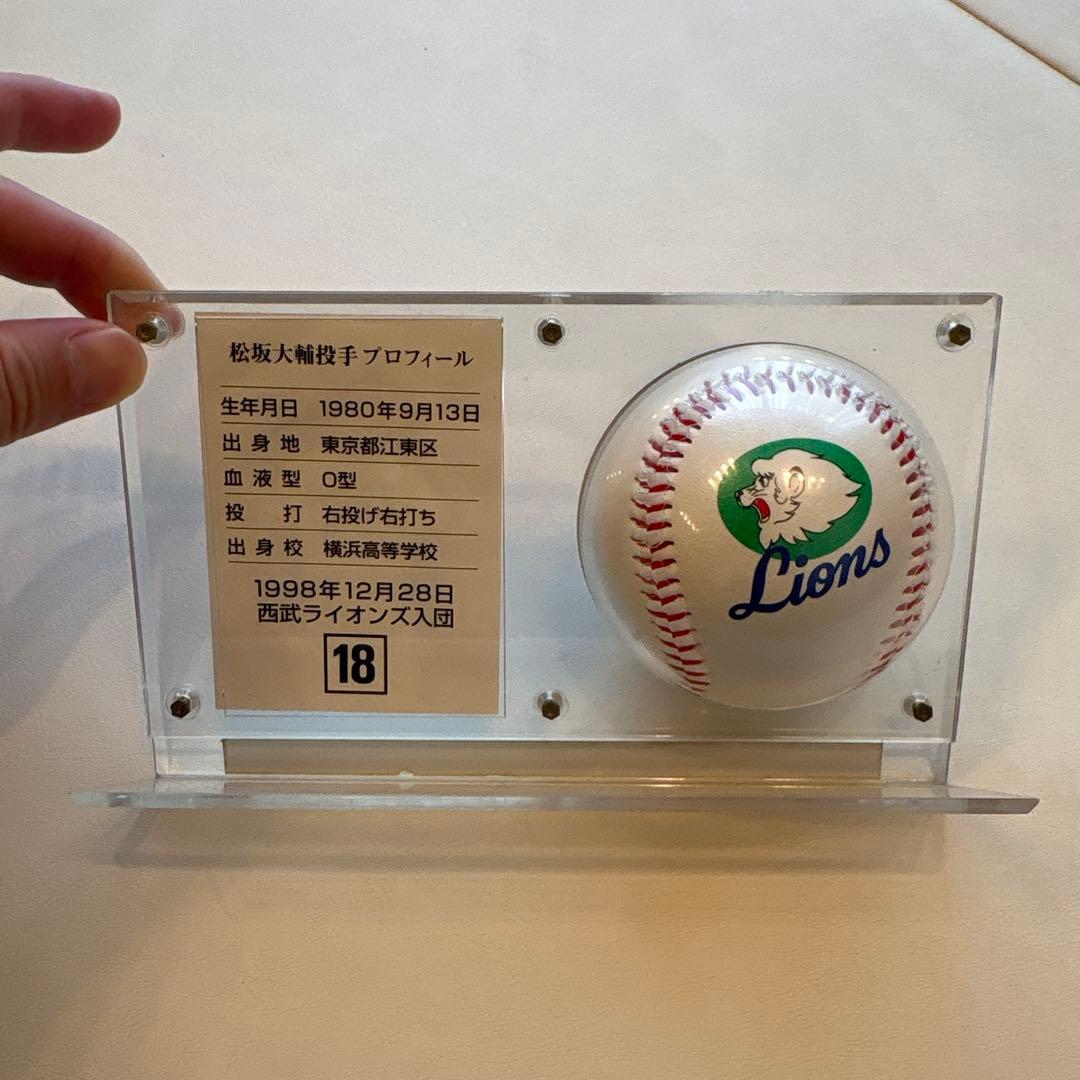 松坂大輔投手プロフィール
生年月日 1980年9月13日
出身地 東京都江東区
血液型 O型
投打 右投げ右打ち
出身校 横浜高等学校
1998年12月28日
西武ライオンズ入団
18
Lions